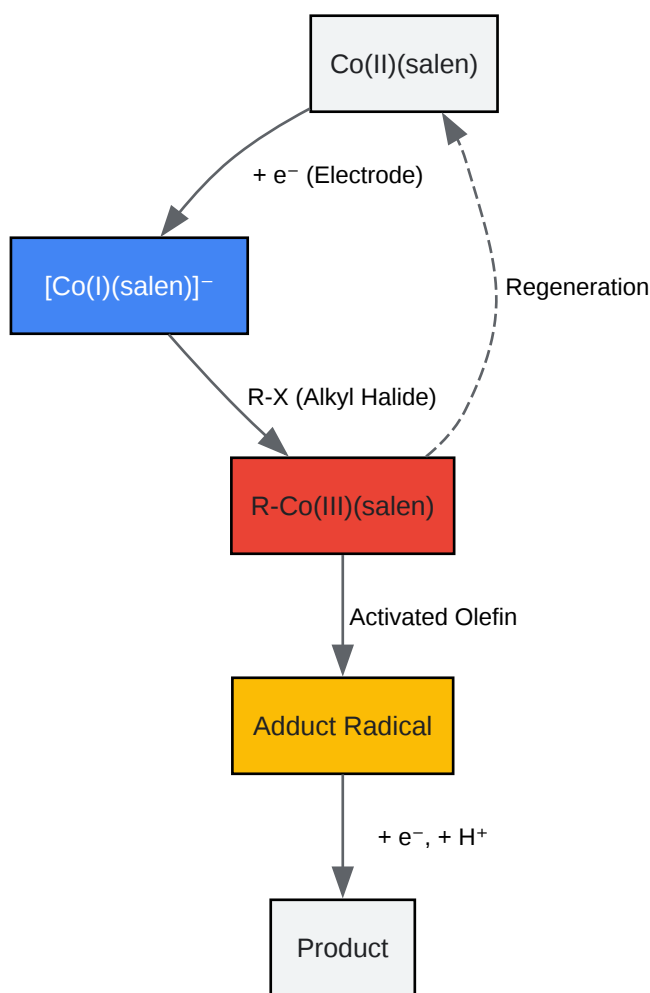 Co(II)(salen)
+ e⁻ (Electrode)
[Co(I)(salen)]⁻
Regeneration
R-X (Alkyl Halide)
R-Co(III)(salen)
Activated Olefin
Adduct Radical
+ e⁻, + H⁺
Product